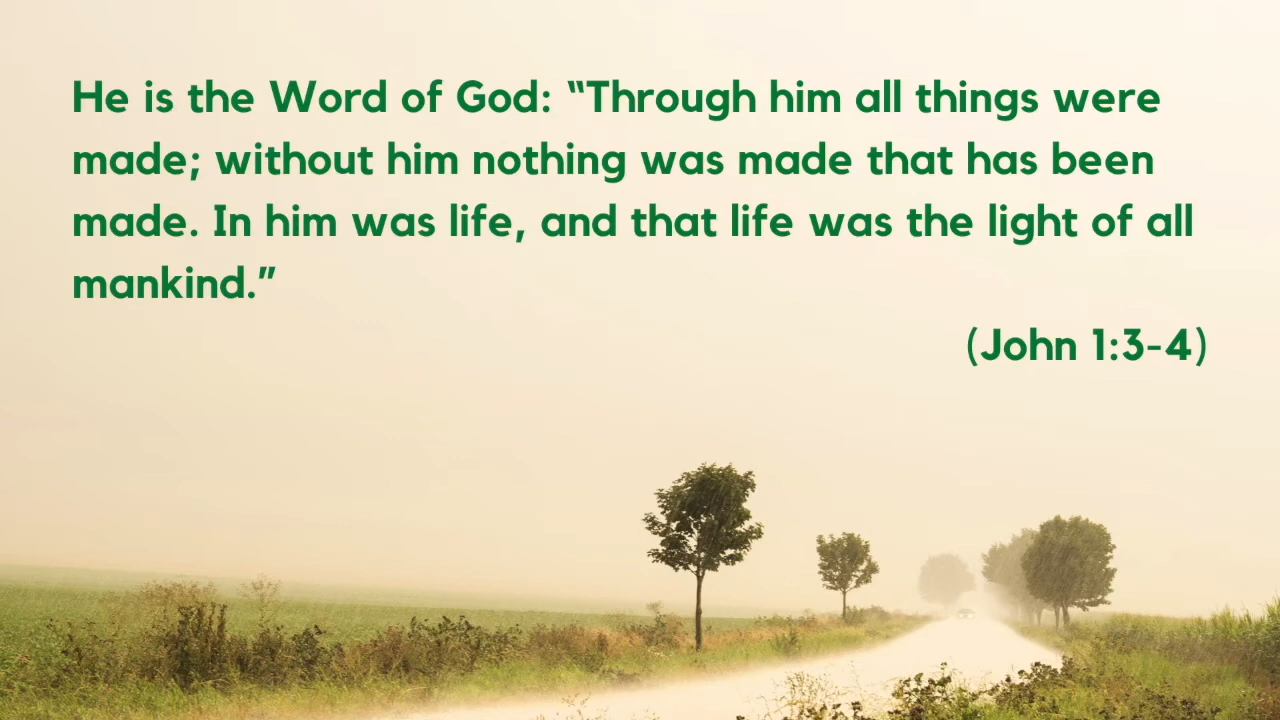 He is the Word of God: “Through him all things were
made; without him nothing was made that has been
made. In him was life, and that life was the light of all
mankind.”
(John 1:3-4)